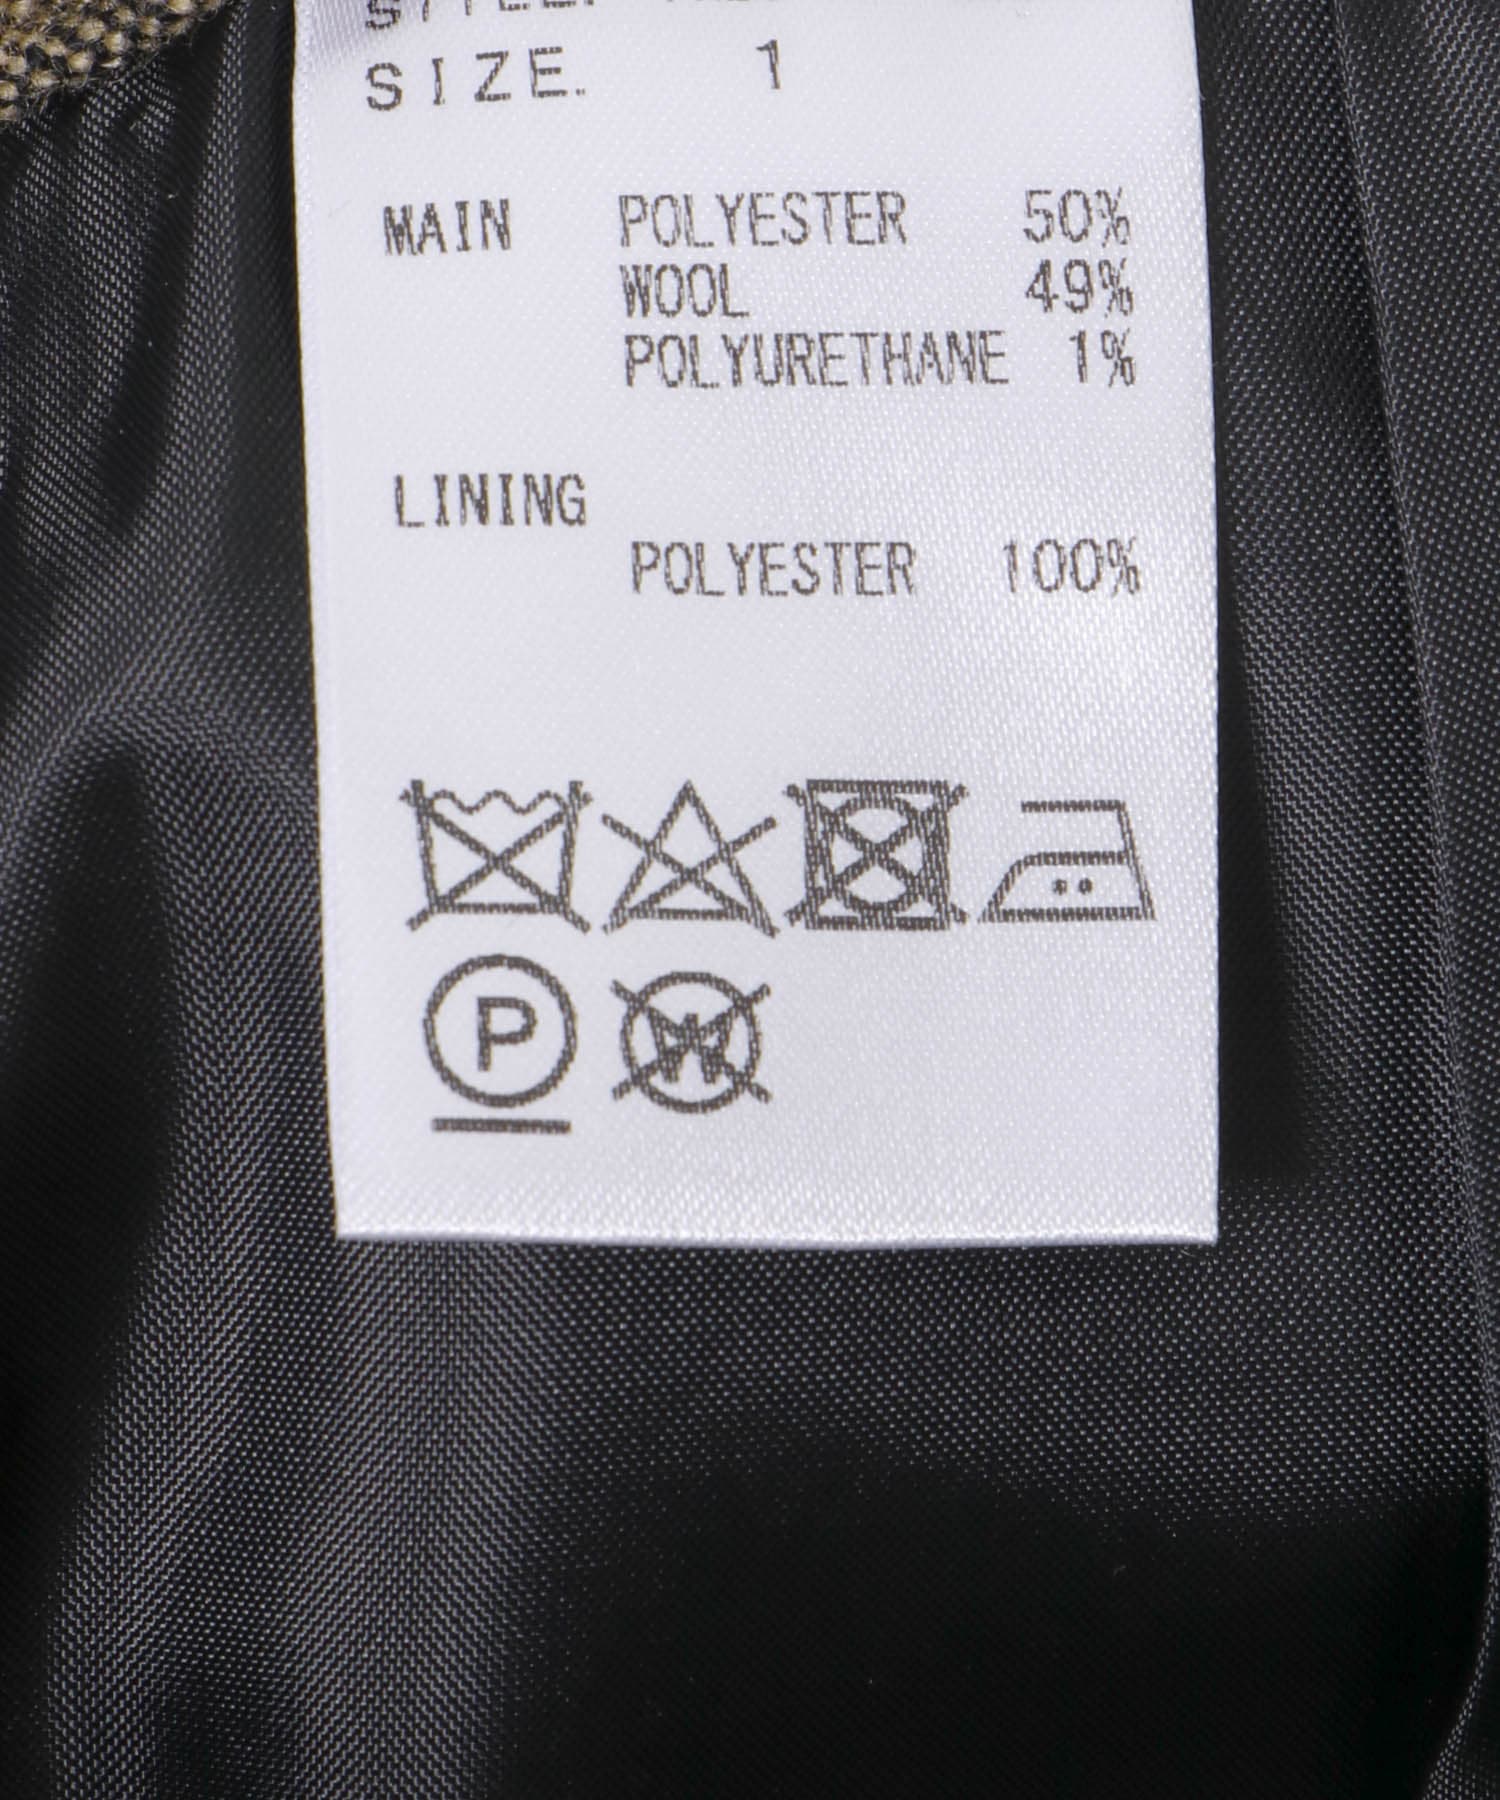 SIZE. 1
MAIN POLYESTER 50%
WOOL 49%
POLYURETHANE 1%
LINING
POLYESTER 100%
P
W